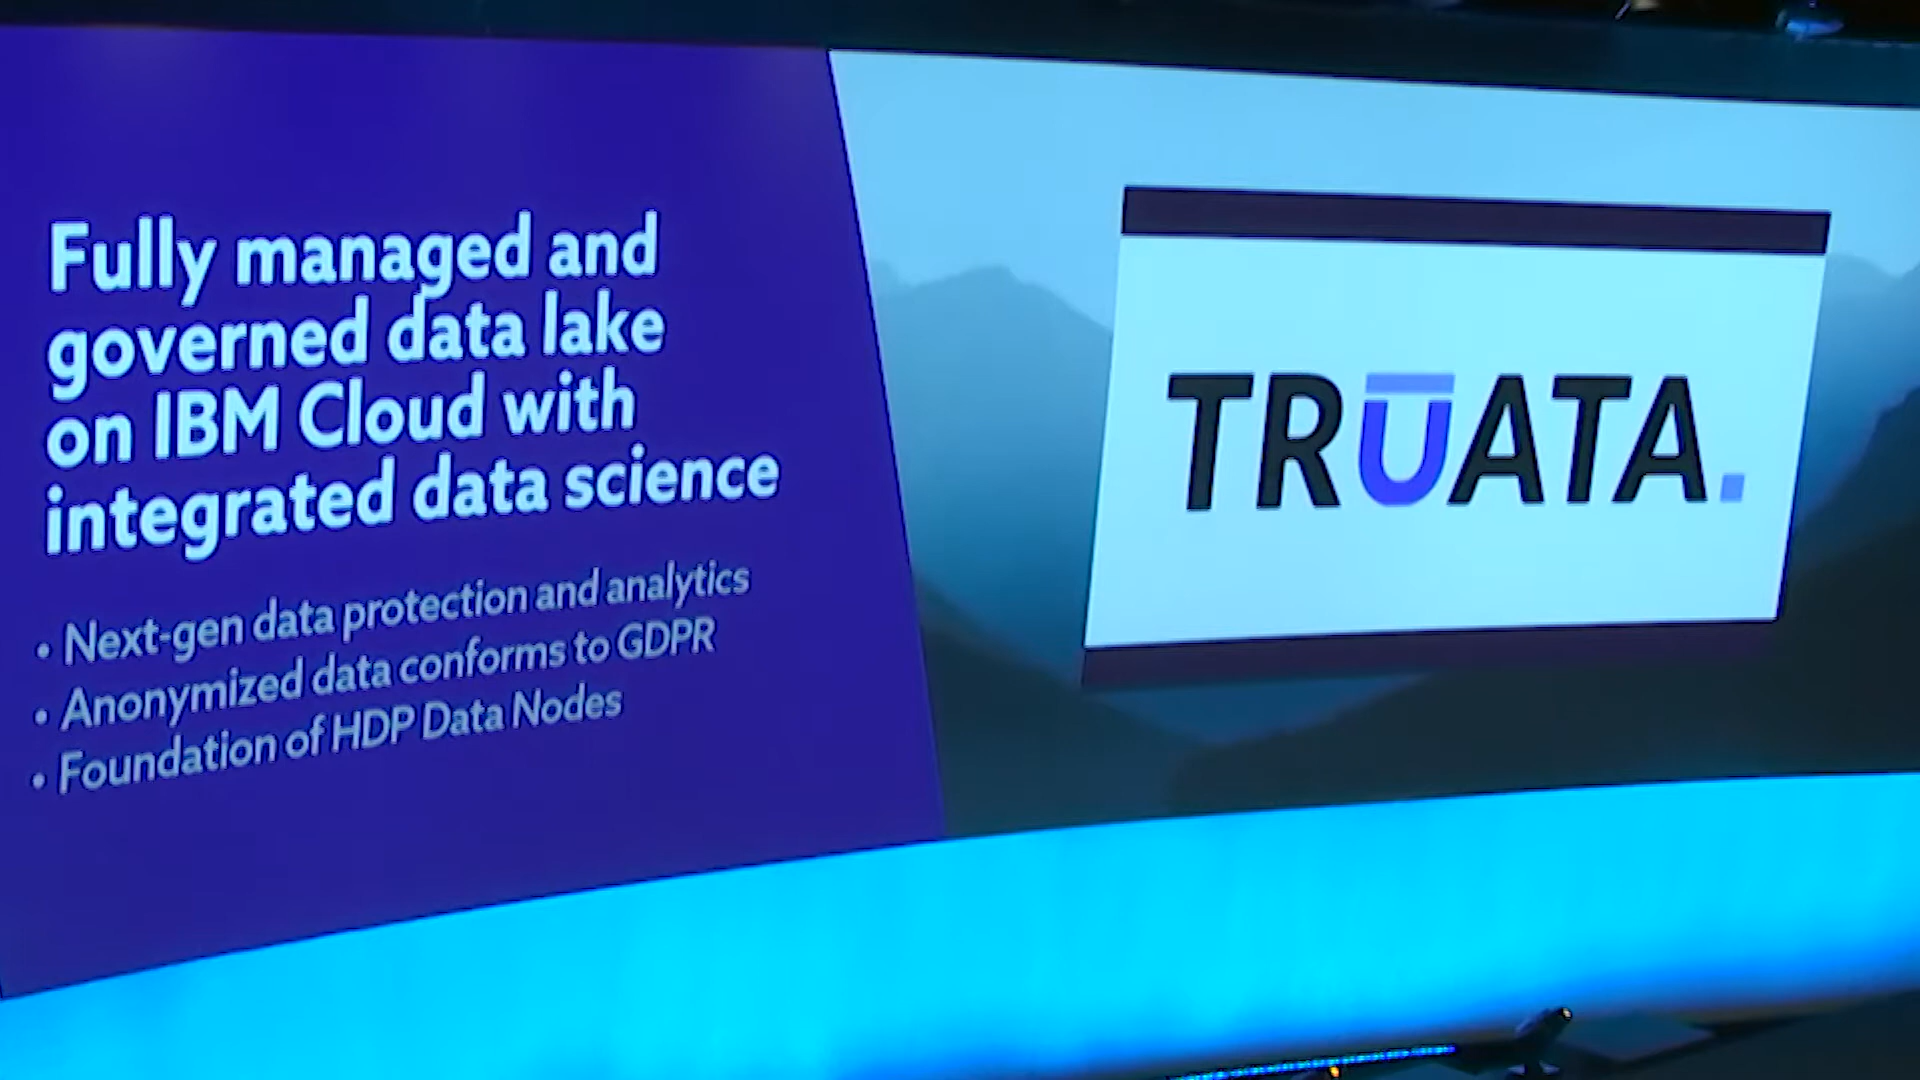 Fully managed and
governed data lake
on IBM Cloud with
integrated data science
• Next-gen data protection and analytics
• Anonymized data conforms to GDPR
• Foundation of HDP Data Nodes
TRŪATA.